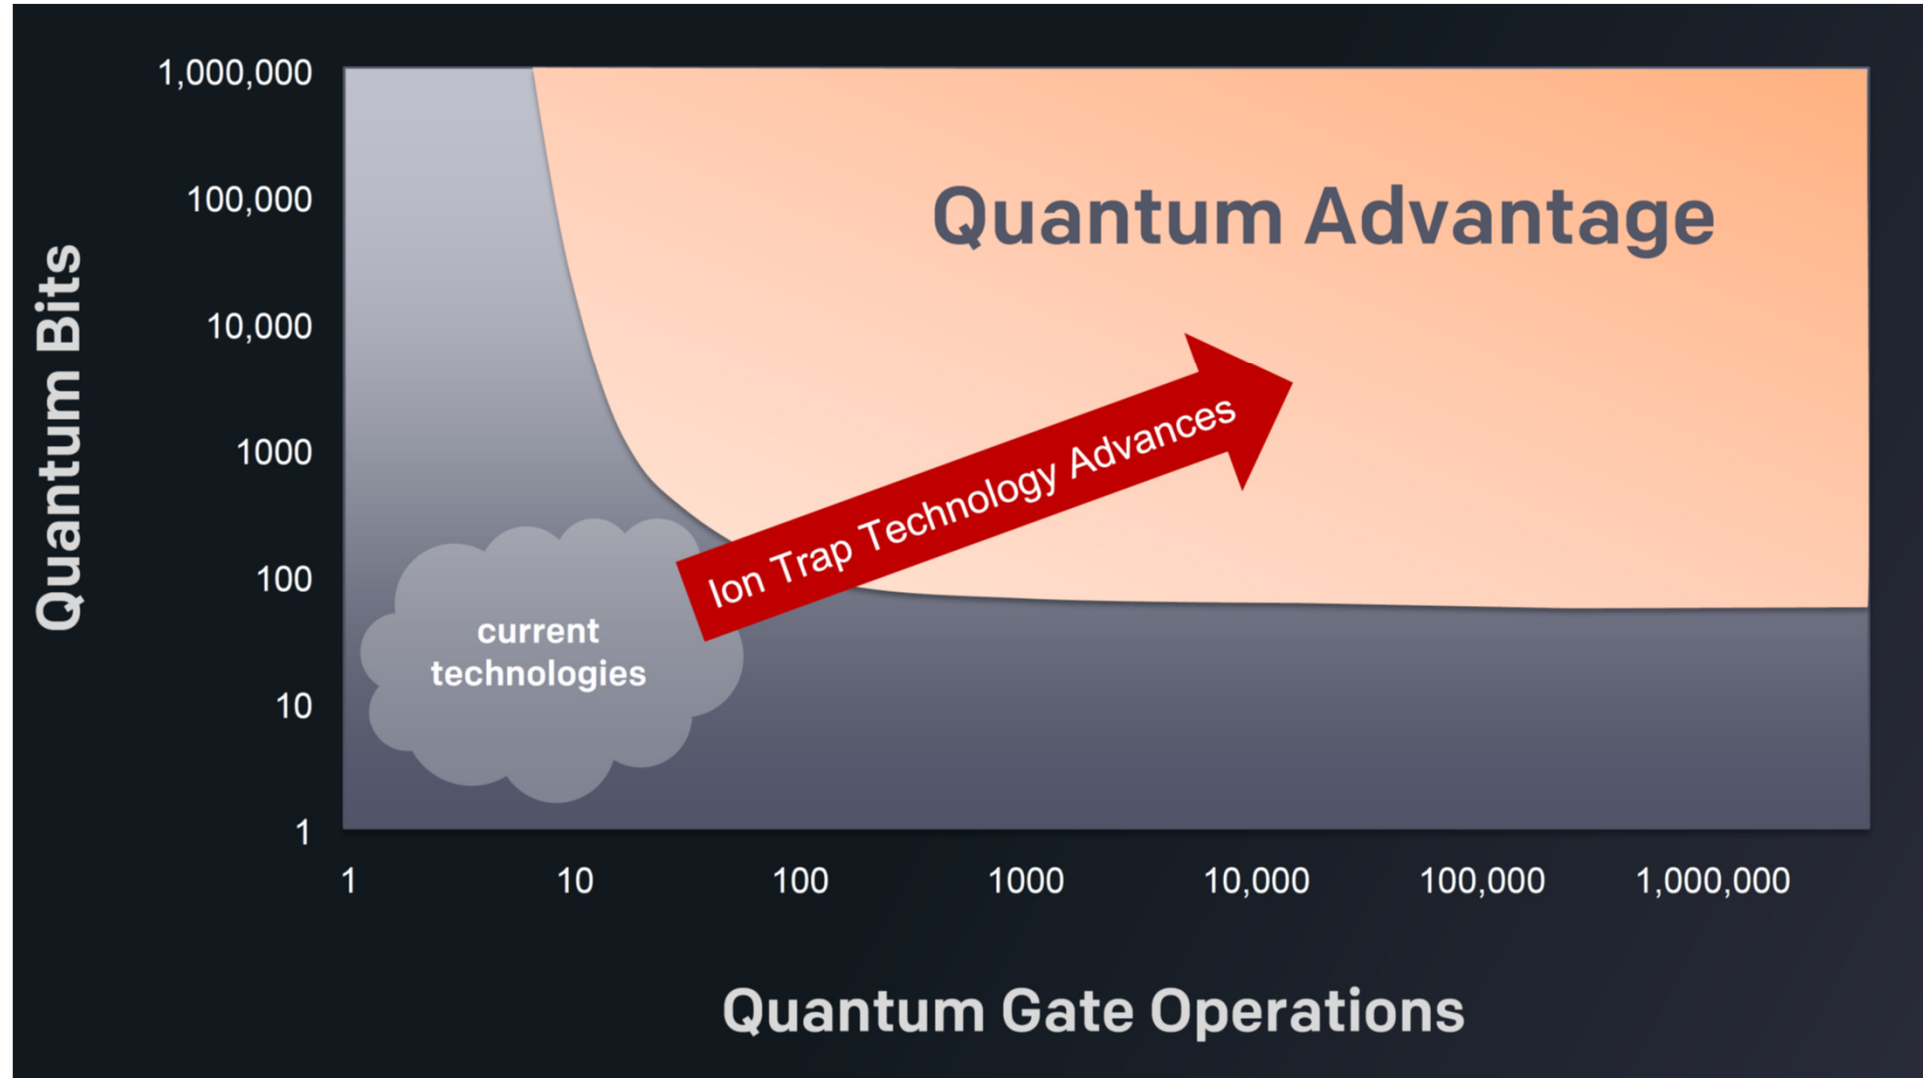 1,000,000
100,000
10,000
1000
100
10
1
Quantum Bits
Quantum Advantage
Ion Trap Technology Advances
current
technologies
1
10
100
1000
10,000
100,000
1,000,000
Quantum Gate Operations